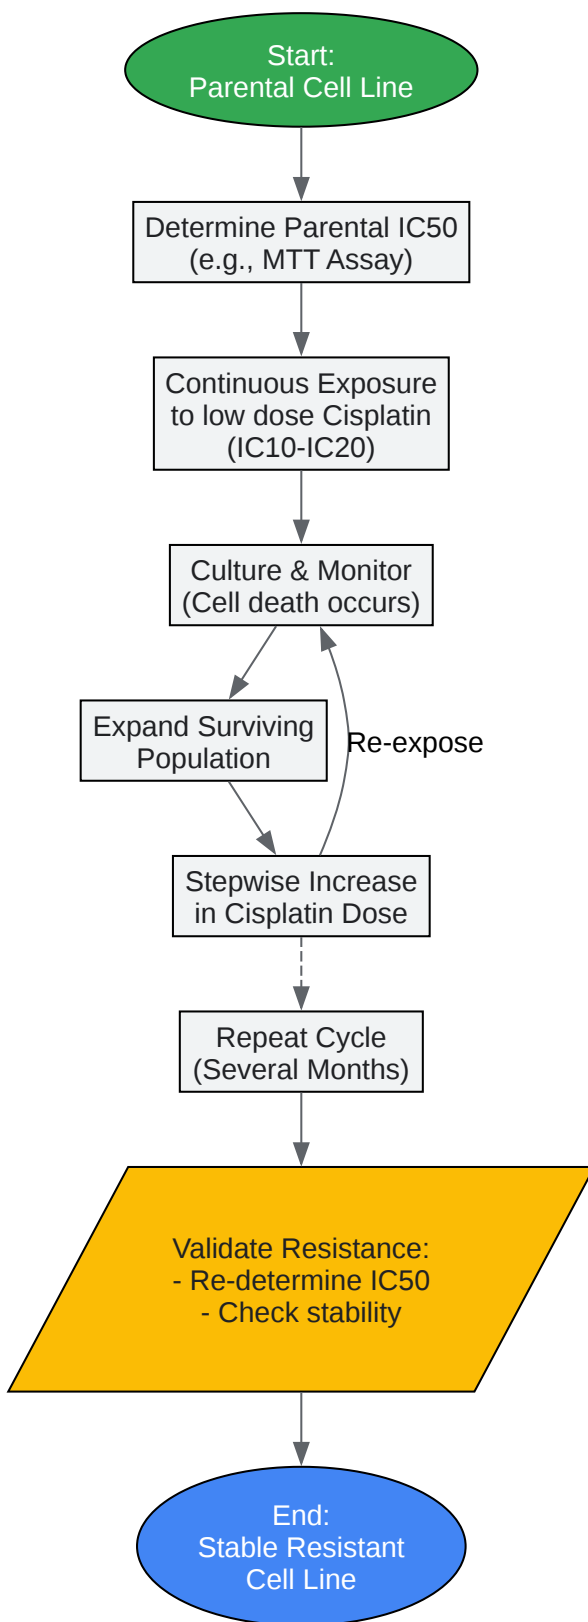 Start:
Parental Cell Line
Determine Parental IC50
(e.g., MTT Assay)
Continuous Exposure
to low dose Cisplatin
(IC10-IC20)
Culture & Monitor
(Cell death occurs)
Expand Surviving
Population
Re-expose
Stepwise Increase
in Cisplatin Dose
Repeat Cycle
(Several Months)
Validate Resistance:
- Re-determine IC50
- Check stability
End:
Stable Resistant
Cell Line